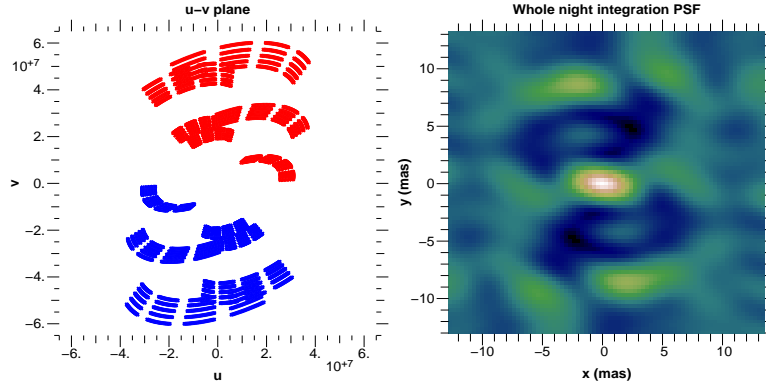 u−v plane
6.
10+7
4.
2.
0.
−2.
−4.
−6.
v
−6. −4. −2. 0. 2. 4. 6.
10+7
u
Whole night integration PSF
10
5
0
−5
−10
y (mas)
−10 −5 0 5 10
x (mas)